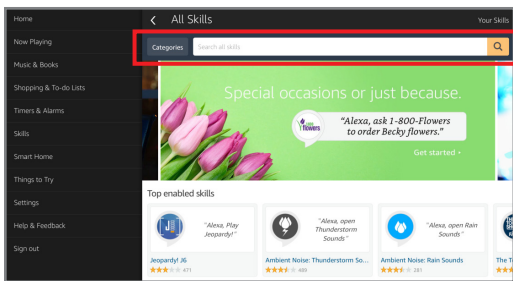 Home
Now Playing
Music & Books
Shopping & To-do Lists
Timers & Alarms
Skills
Smart Home
Things to Try
Settings
Help & Feedback
Sign out
All Skills
Your Skills
Categories
Search all skills
Special occasions or
just because.
flowers
"Alexa, ask 1-800-Flowers
to order Becky flowers."
Get started
Top enabled skills
"Alexa, Play
Jeopardy!"
Jeopardy! J6
471
"Alexa, open
Thunderstorm
Sounds"
Ambient Noise: Thunderstorm So...
489
"Alexa, open Rain
Sounds"
Ambient Noise: Rain Sounds
281
The T